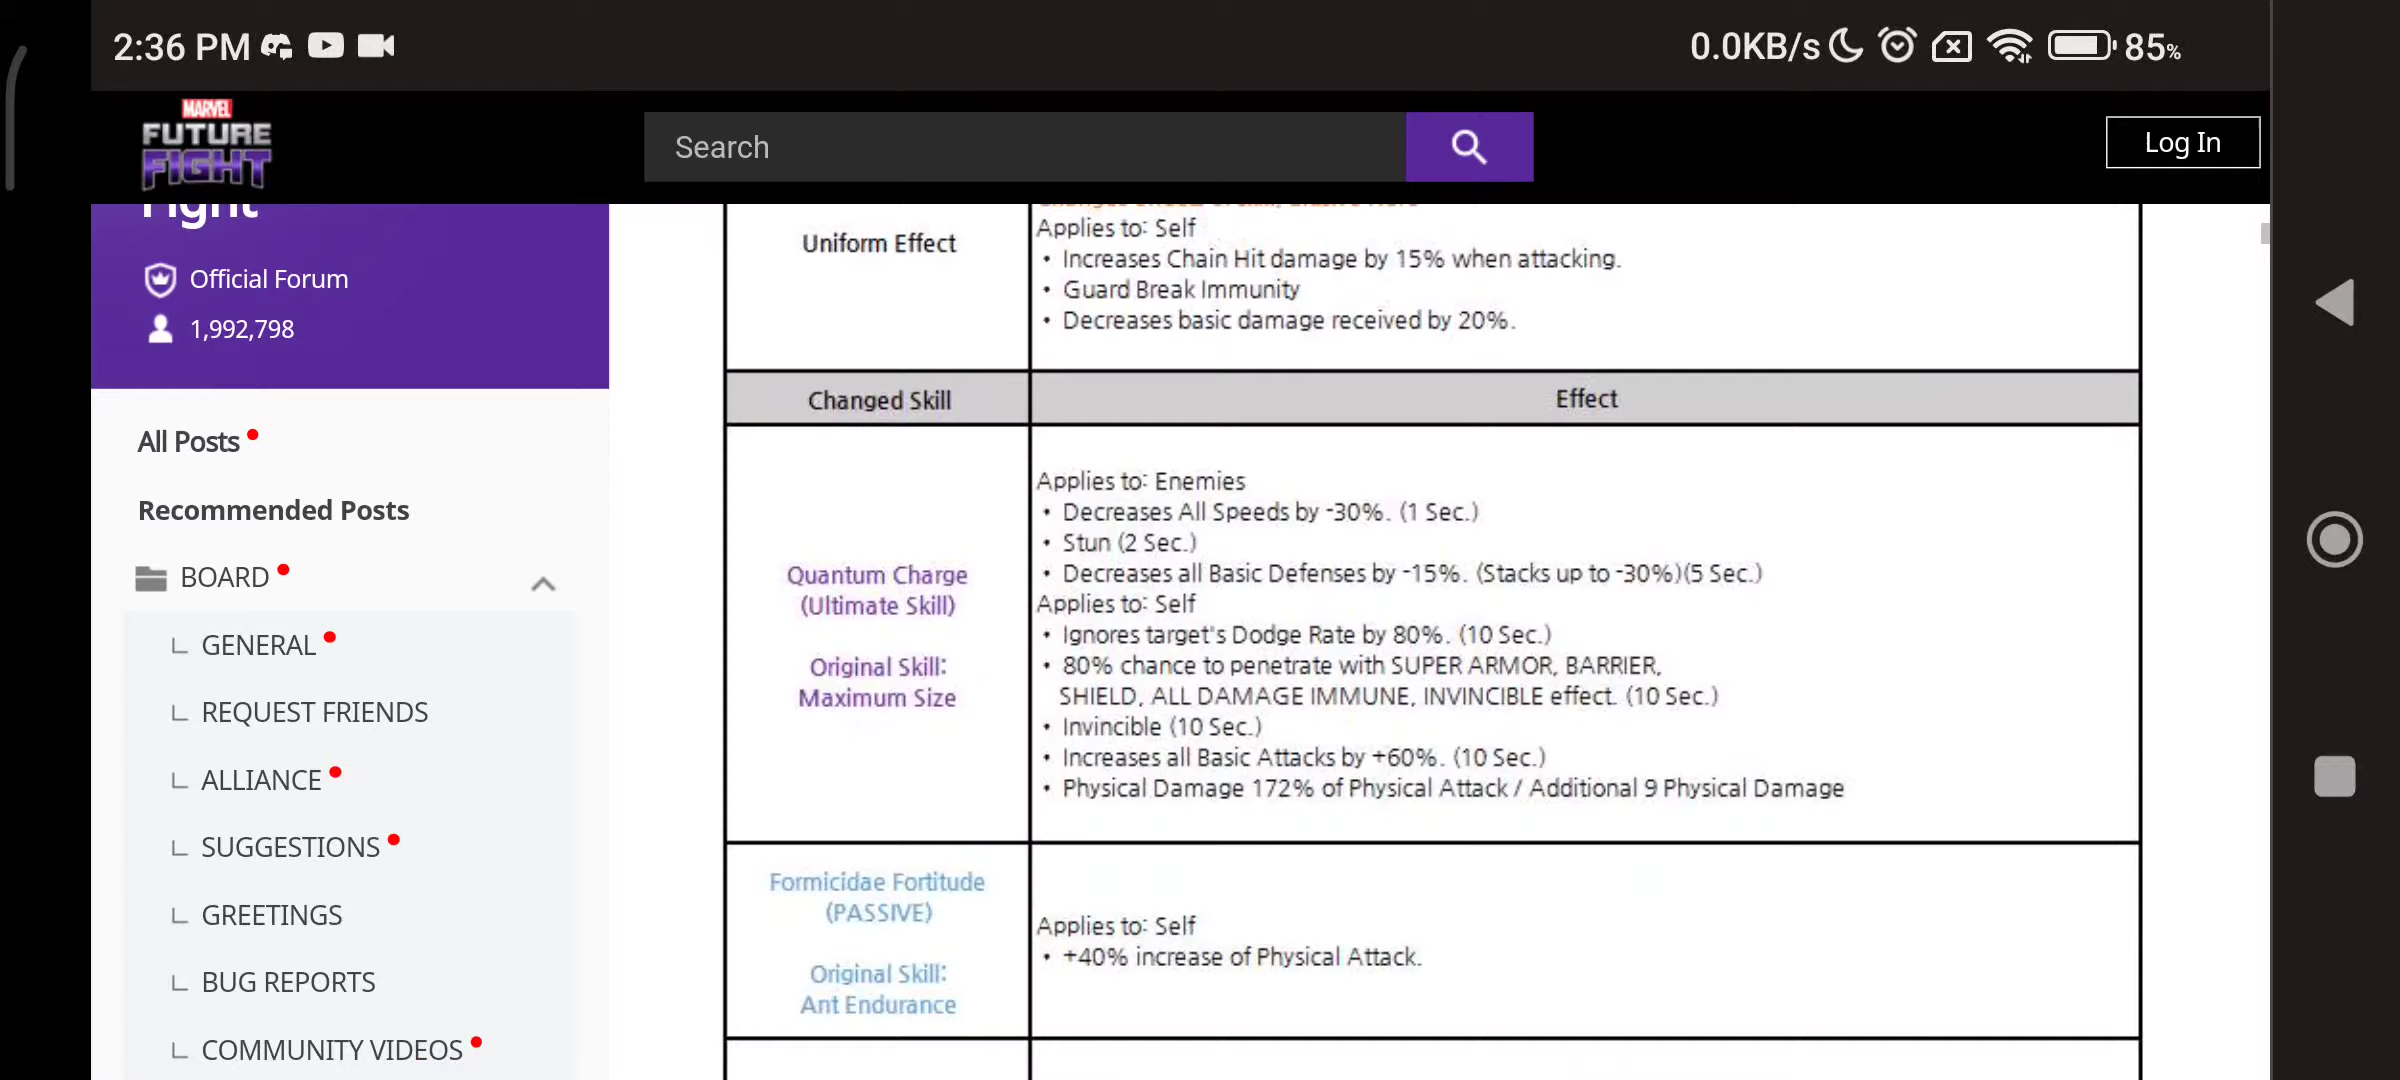 2:36 PM
0.0KB/s
85%
MARVEL
FUTURE
FIGHT
Search
Log In
Fight
Official Forum
1,992,798
All Posts
Recommended Posts
BOARD
GENERAL
REQUEST FRIENDS
ALLIANCE
SUGGESTIONS
GREETINGS
BUG REPORTS
COMMUNITY VIDEOS
Uniform Effect
Applies to: Self
• Increases Chain Hit damage by 15% when attacking.
• Guard Break Immunity
• Decreases basic damage received by 20%.
Changed Skill
Effect
Quantum Charge
(Ultimate Skill)
Original Skill:
Maximum Size
Applies to: Enemies
• Decreases All Speeds by -30%. (1 Sec.)
• Stun (2 Sec.)
• Decreases all Basic Defenses by -15%. (Stacks up to -30%)(5 Sec.)
Applies to: Self
• Ignores target's Dodge Rate by 80%. (10 Sec.)
• 80% chance to penetrate with SUPER ARMOR, BARRIER,
SHIELD, ALL DAMAGE IMMUNE, INVINCIBLE effect. (10 Sec.)
• Invincible (10 Sec.)
• Increases all Basic Attacks by +60%. (10 Sec.)
• Physical Damage 172% of Physical Attack / Additional 9 Physical Damage
Formicidae Fortitude
(PASSIVE)
Original Skill:
Ant Endurance
Applies to: Self
• +40% increase of Physical Attack.